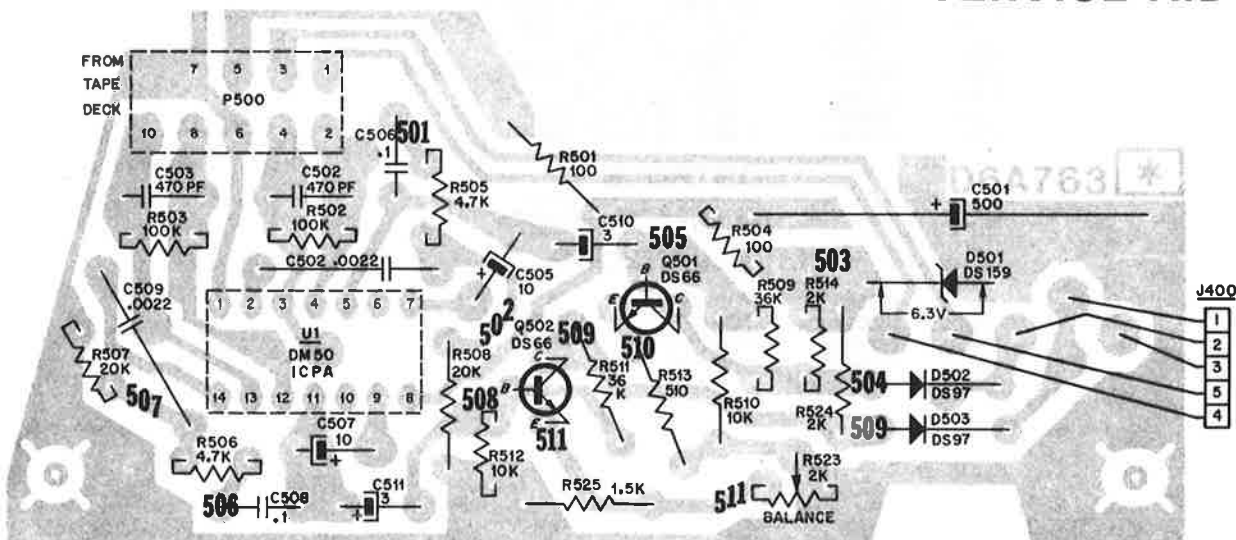 FROM
TAPE
DECK
7 5 3 1
P500
10 8 6 4 2
C506
.1
501
R505
4.7K
R501
100
C503
470 PF
R503
100K
C502
470 PF
R502
100K
C502 .0022
C510
3
505
Q501
DS66
B
E
C
R504
100
D6A763 *
C501
+ 500
503
R509
36K
R514
2K
D501
DS159
6.3V
J400
1
2
3
5
4
C509
.0022
+
C505
10
502
1 2 3 4 5 6 7
U1
DM50
ICPA
14 13 12 11 10 9 8
R507
20K
507
R508
20K
Q502
DS66
C
B
E
509
R511
36
K
510
R513
510
R510
10K
R524
2K
504
D502
DS97
509
D503
DS97
508
511
R512
10K
C507
10
+
R506
4.7K
506
C508
.1
C511
3
+
R525 1.5K
511
R523
2K
BALANCE